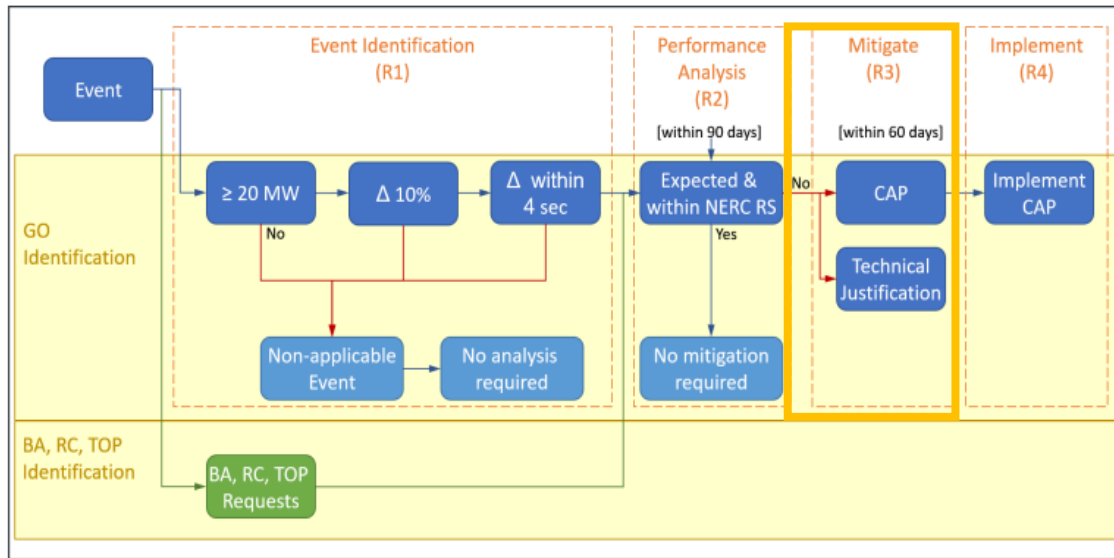 Event Identification
(R1)
Performance
Analysis
(R2)
Mitigate
(R3)
Implement
(R4)
Event
[within 90 days]
[within 60 days]
≥ 20 MW
Δ 10%
Δ within
4 sec
Expected &
within NERC RS
No
CAP
Implement
CAP
No
Yes
GO
Identification
Technical
Justification
Non-applicable
Event
No analysis
required
No mitigation
required
BA, RC, TOP
Identification
BA, RC, TOP
Requests